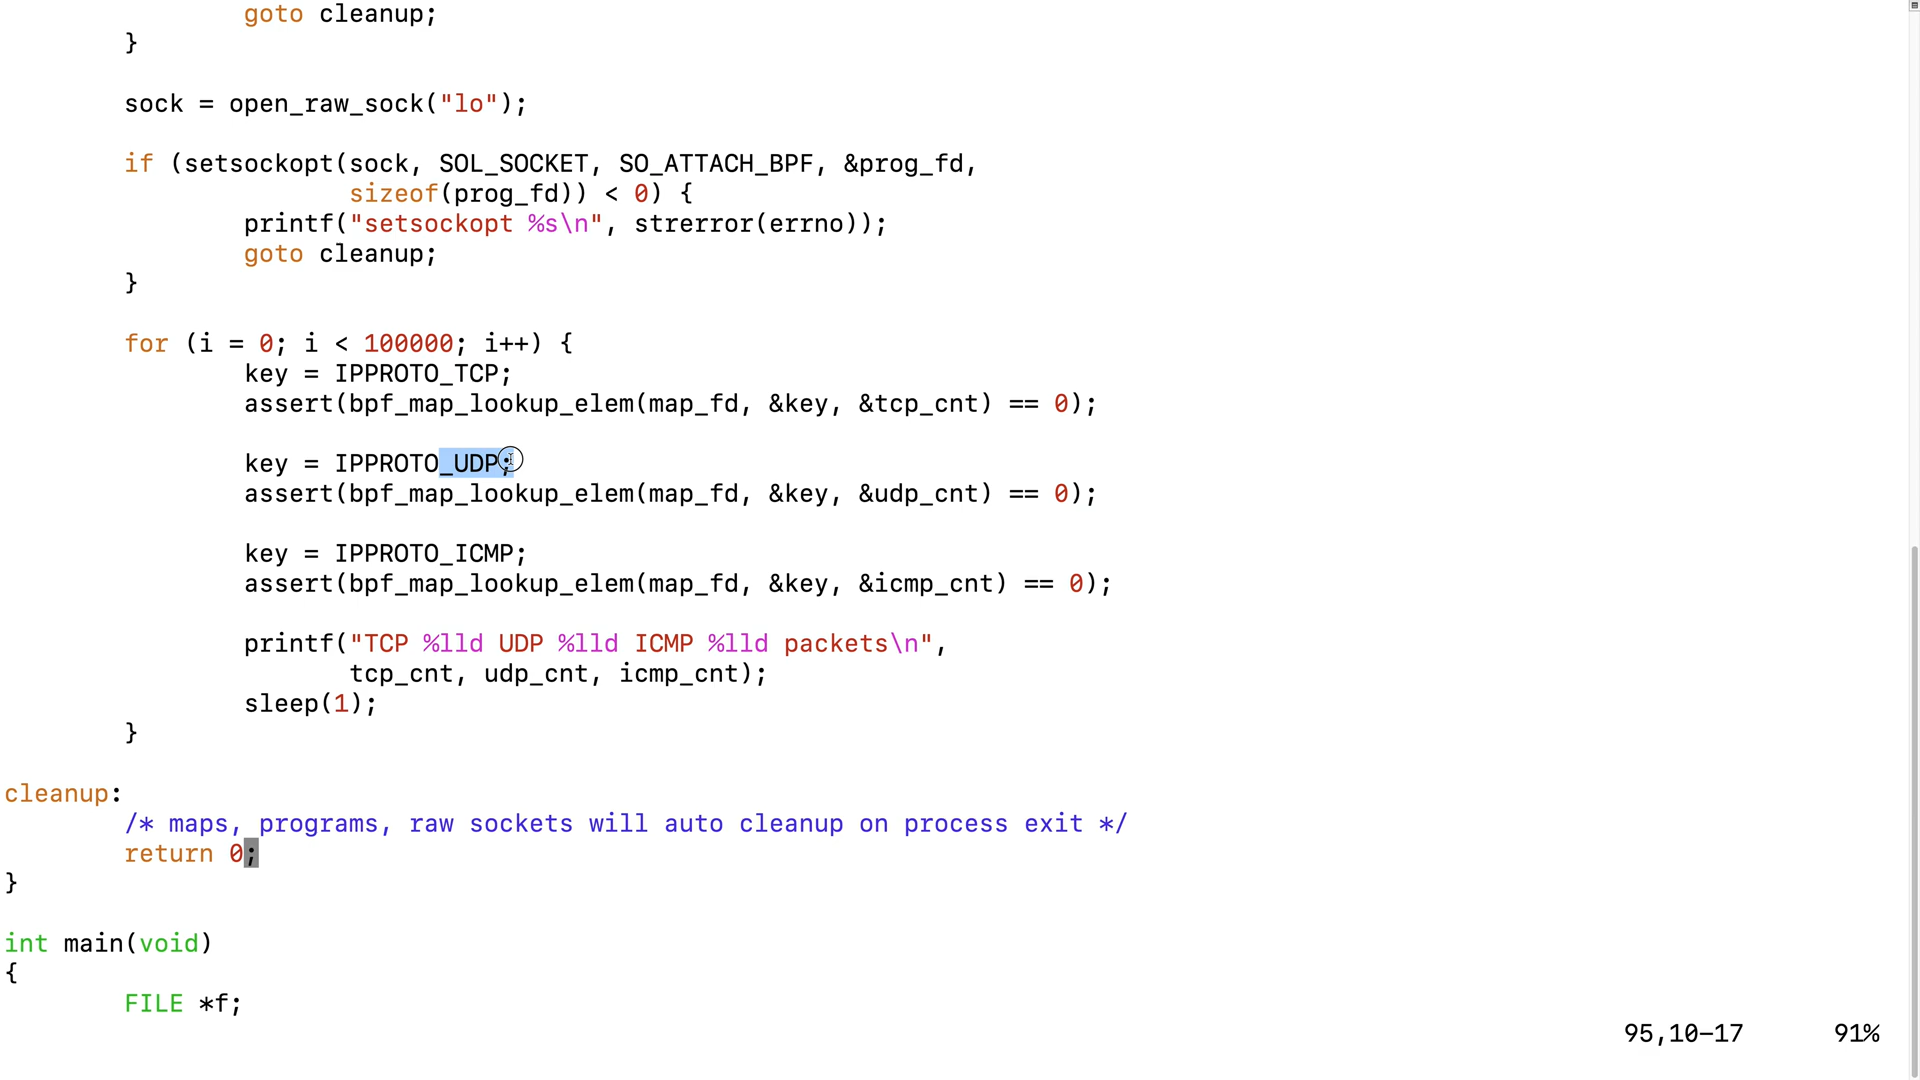 goto cleanup;
}
sock = open_raw_sock("lo");
if (setsockopt(sock, SOL_SOCKET, SO_ATTACH_BPF, &prog_fd,
sizeof(prog_fd)) < 0) {
printf("setsockopt %s\n", strerror(errno));
goto cleanup;
}
for (i = 0; i < 100000; i++) {
key = IPPROTO_TCP;
assert(bpf_map_lookup_elem(map_fd, &key, &tcp_cnt) == 0);
key = IPPROTO_UDP;
assert(bpf_map_lookup_elem(map_fd, &key, &udp_cnt) == 0);
key = IPPROTO_ICMP;
assert(bpf_map_lookup_elem(map_fd, &key, &icmp_cnt) == 0);
printf("TCP %lld UDP %lld ICMP %lld packets\n",
tcp_cnt, udp_cnt, icmp_cnt);
sleep(1);
}
cleanup:
/* maps, programs, raw sockets will auto cleanup on process exit */
return 0;
}
int main(void)
{
FILE *f;
95,10-17 91%